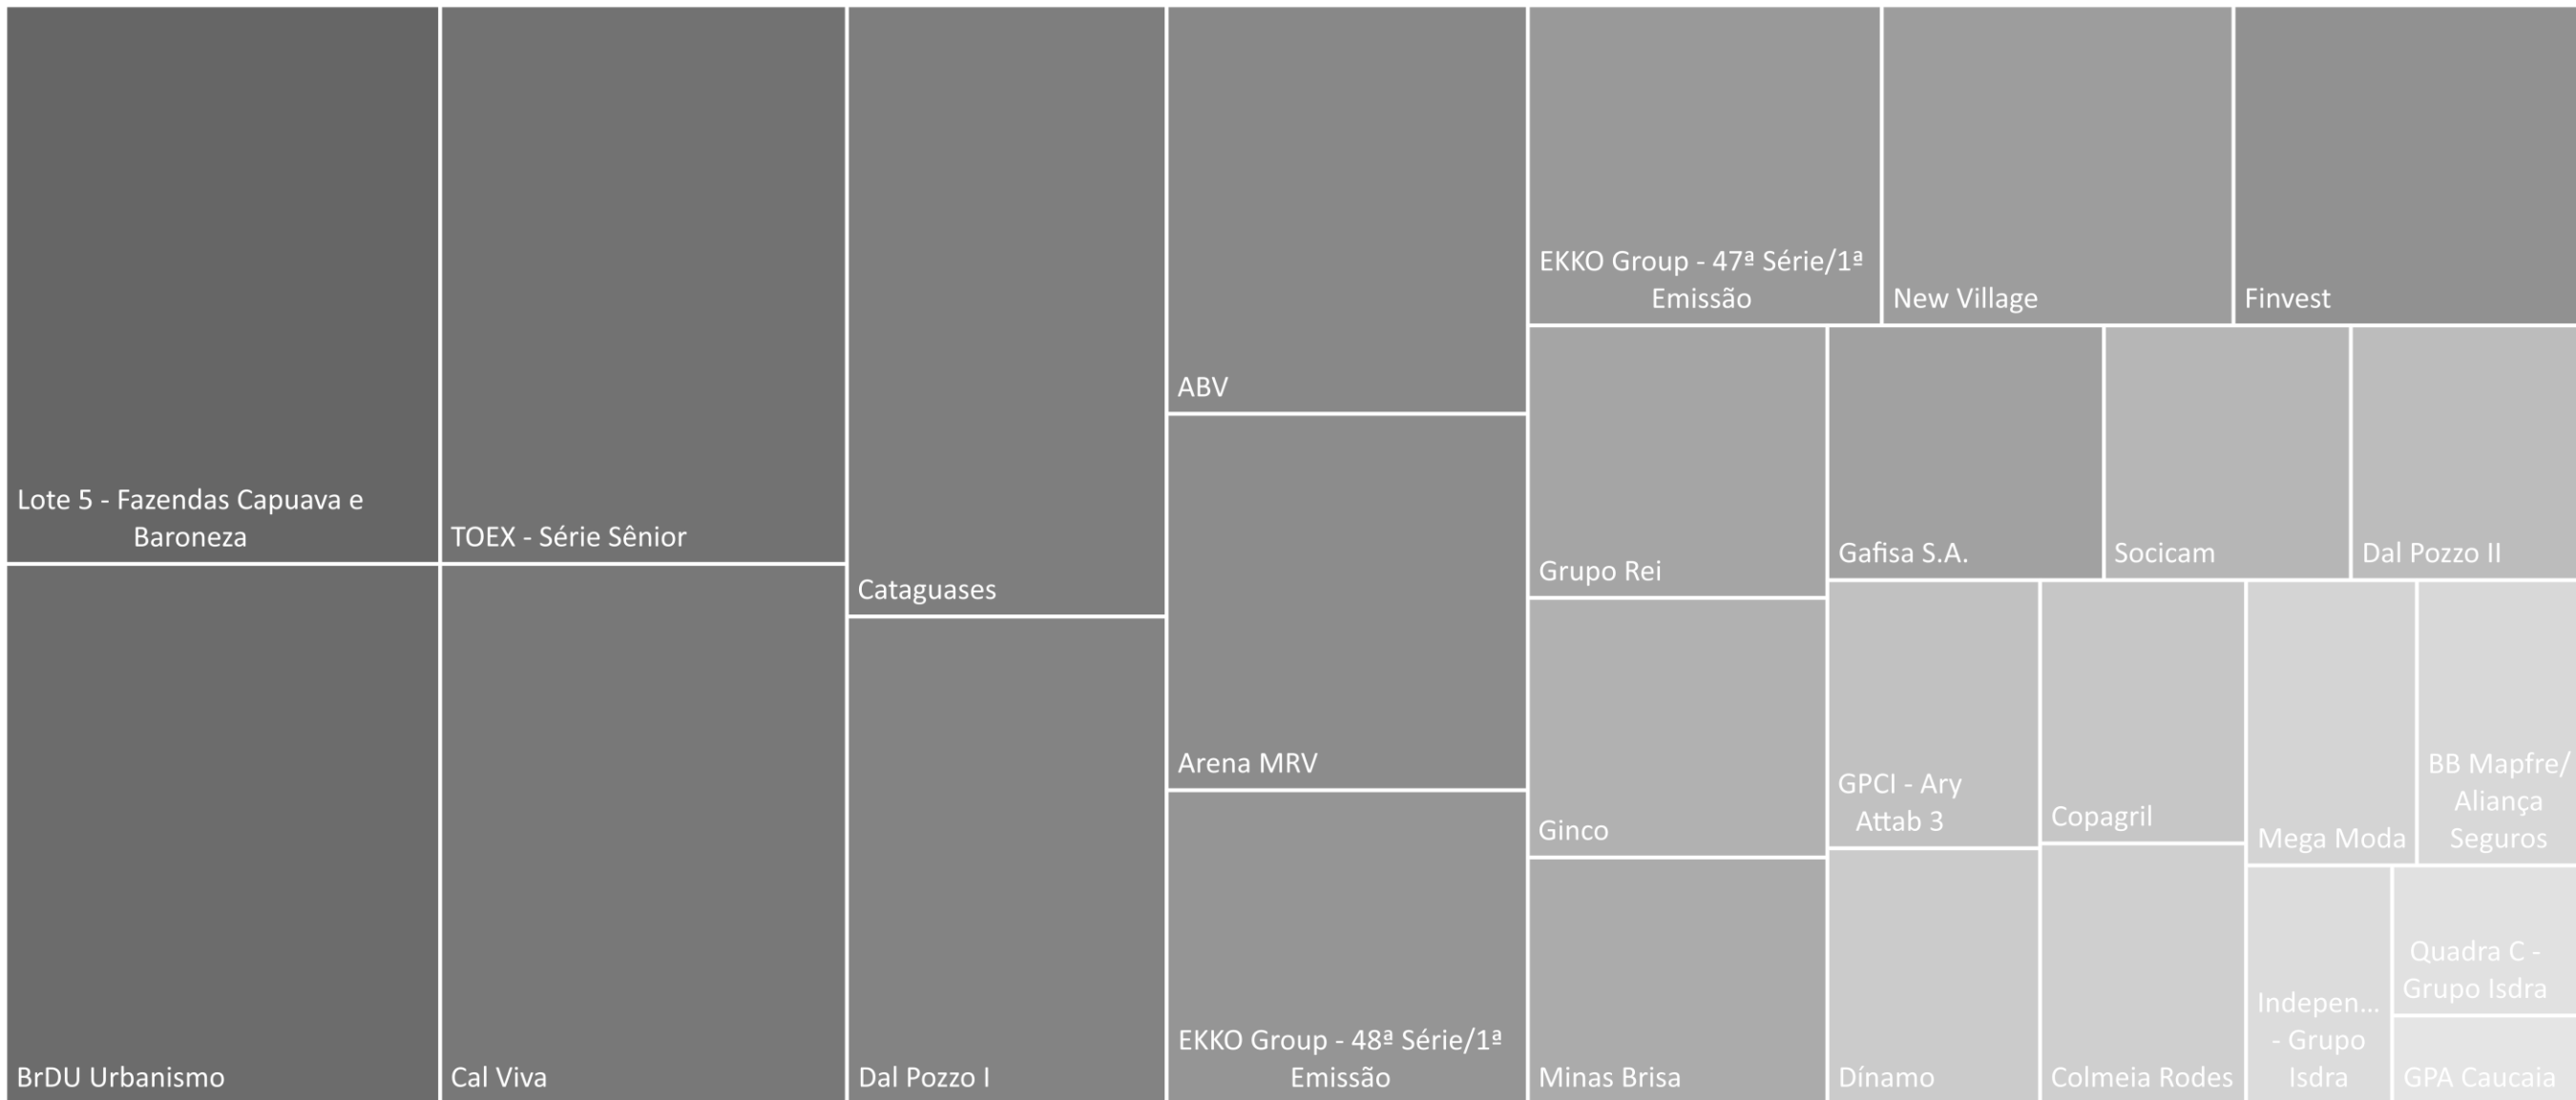 Lote 5 - Fazendas Capuava e
Baroneza
BrDU Urbanismo
TOEX - Série Sênior
Cal Viva
Cataguases
Dal Pozzo I
ABV
Arena MRV
EKKO Group - 48ª Série/1ª
Emissão
EKKO Group - 47ª Série/1ª
Emissão
New Village
Finvest
Grupo Rei
Ginco
Minas Brisa
Gafisa S.A.
Socicam
Dal Pozzo II
GPCI - Ary
Attab 3
Dínamo
Copagril
Colmeia Rodes
Mega Moda
BB Mapfre/
Aliança
Seguros
Indepen...
- Grupo
Isdra
Quadra C -
Grupo Isdra
GPA Caucaia